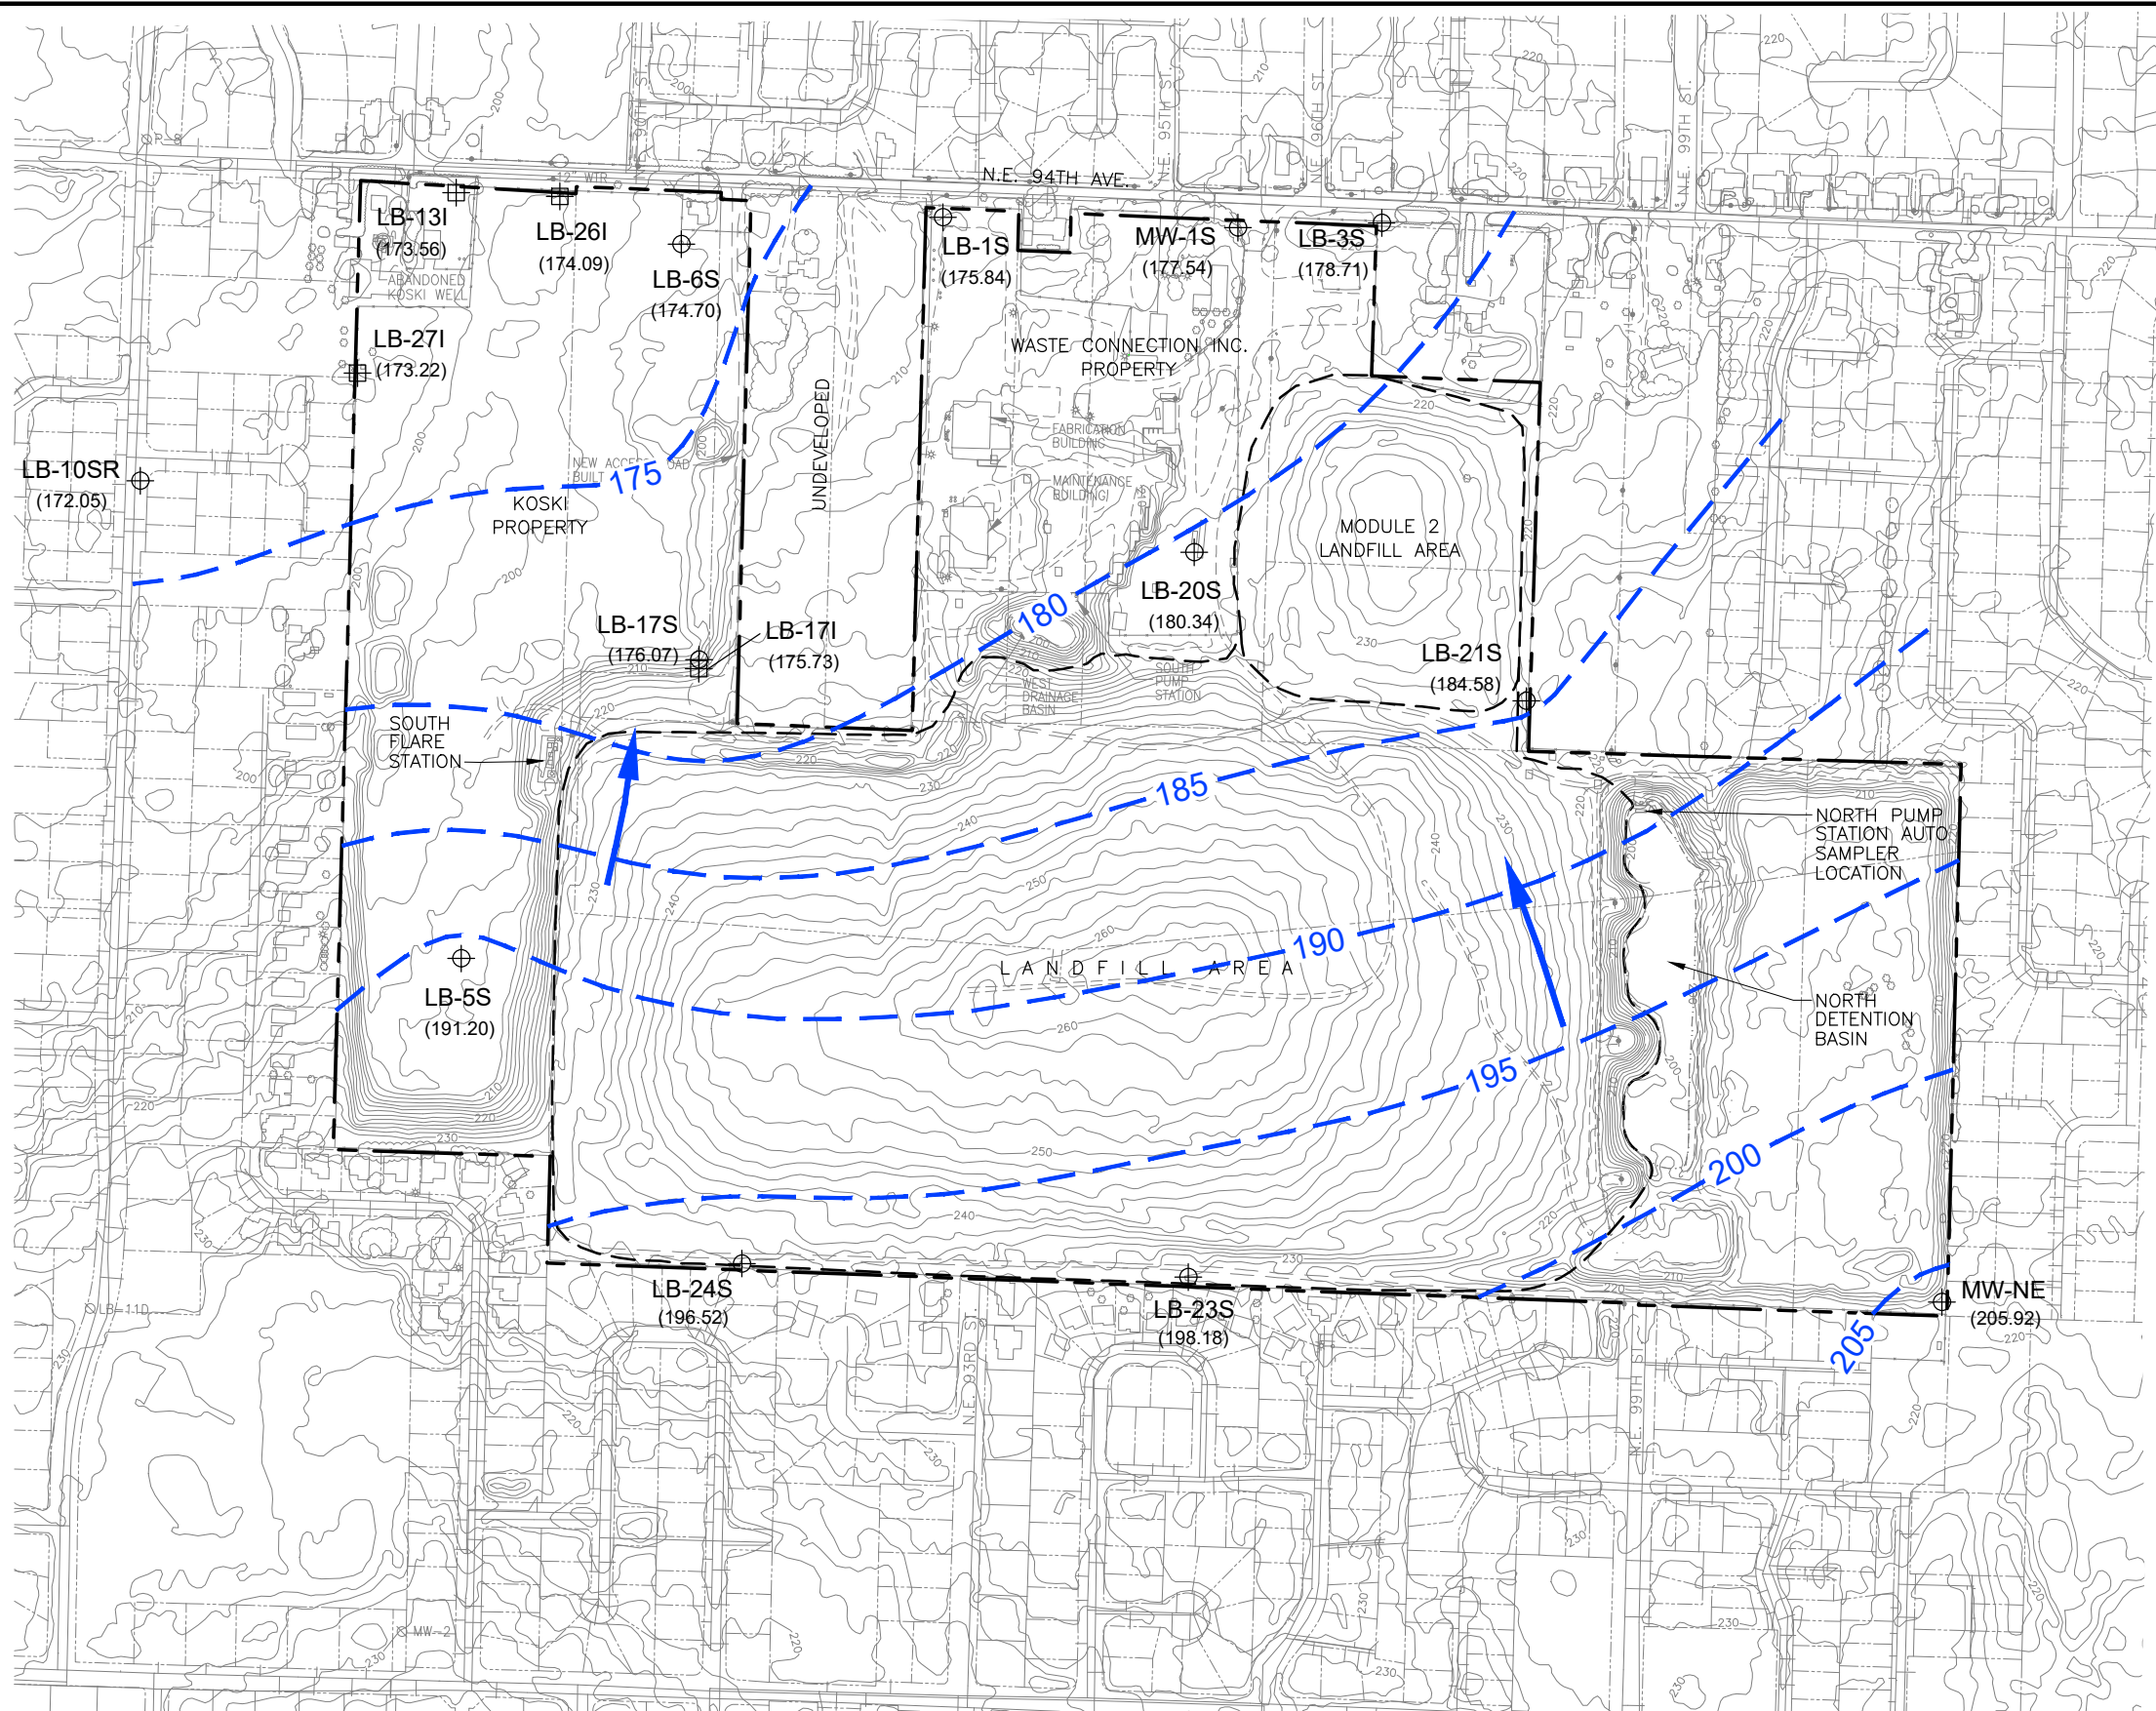 N.E. 94TH AVE.
N.E. 95TH ST.
N.E. 96TH ST.
N.E. 99TH ST.
LB-13I
(173.56)
ABANDONED
KOSKI WELL
LB-26I
(174.09)
LB-6S
(174.70)
LB-1S
(175.84)
MW-1S
(177.54)
LB-3S
(178.71)
LB-27I
(173.22)
WASTE CONNECTION INC.
PROPERTY
UNDEVELOPED
FABRICATION
BUILDING
MAINTENANCE
BUILDING
LB-10SR
(172.05)
175
KOSKI
PROPERTY
MODULE 2
LANDFILL AREA
LB-20S
(180.34)
180
LB-17S
(176.07)
LB-17I
(175.73)
LB-21S
(184.58)
WEST
DRAINAGE
BASIN
SOUTH
PUMP
STATION
SOUTH
FLARE
STATION
185
NORTH PUMP
STATION AUTO
SAMPLER
LOCATION
190
LANDFILL AREA
LB-5S
(191.20)
NORTH
DETENTION
BASIN
195
200
LB-24S
(196.52)
LB-23S
(198.18)
MW-NE
(205.92)
205
LB-11D
N.E. 93RD ST.
N.E. 99TH ST.
MW-2